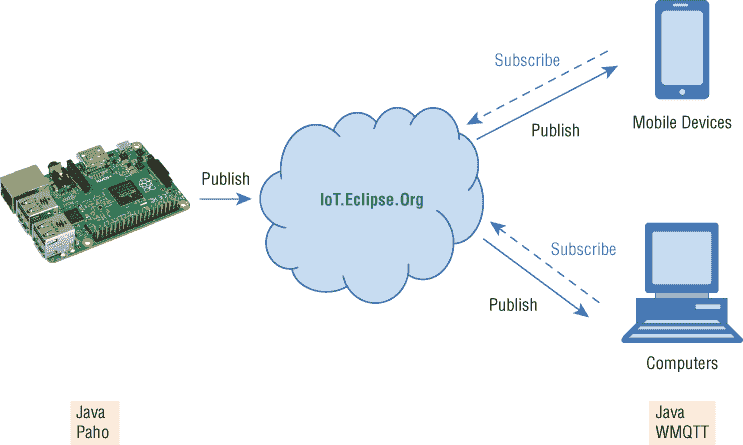 Subscribe
Publish
Mobile Devices
Publish
IoT.Eclipse.Org
Subscribe
Publish
Computers
Java
Paho
Java
WMQTT